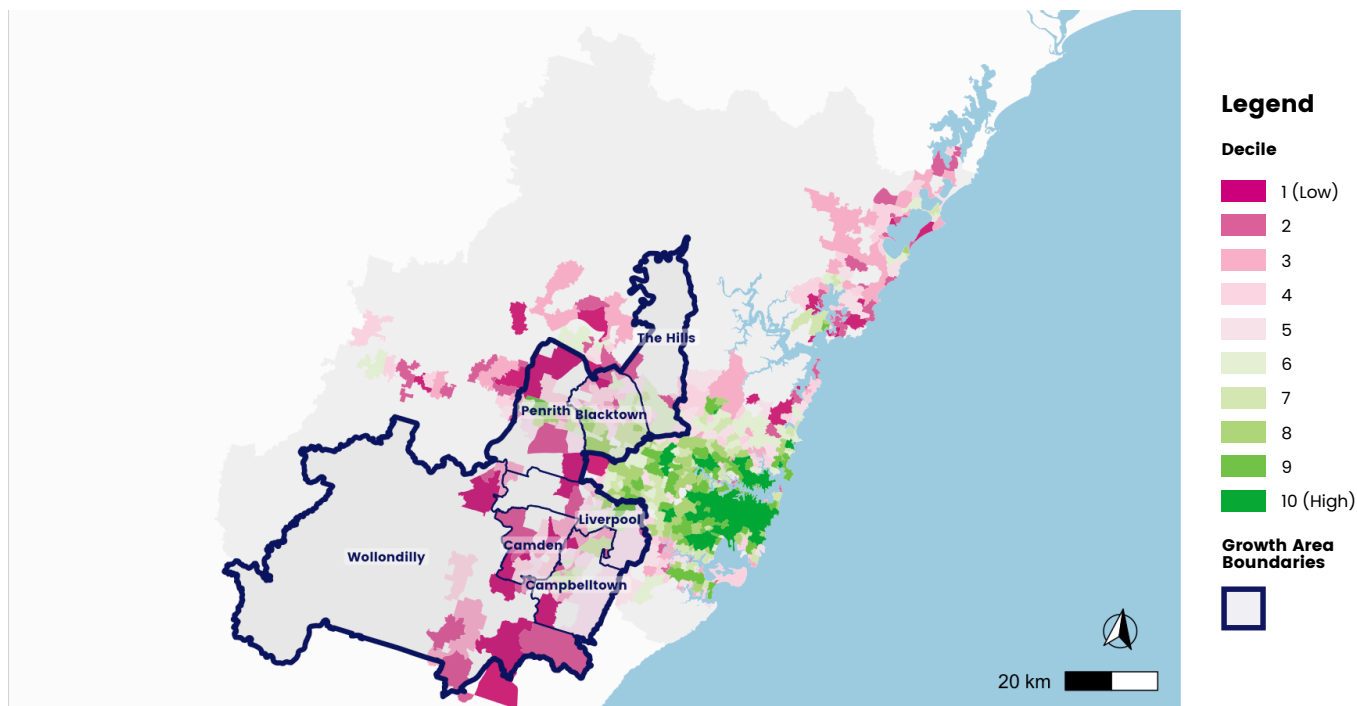 The Hills
Penrith
Blacktown
Liverpool
Camden
Wollondilly
Campbelltown
20 km
Legend
Decile
1 (Low)
2
3
4
5
6
7
8
9
10 (High)
Growth Area
Boundaries